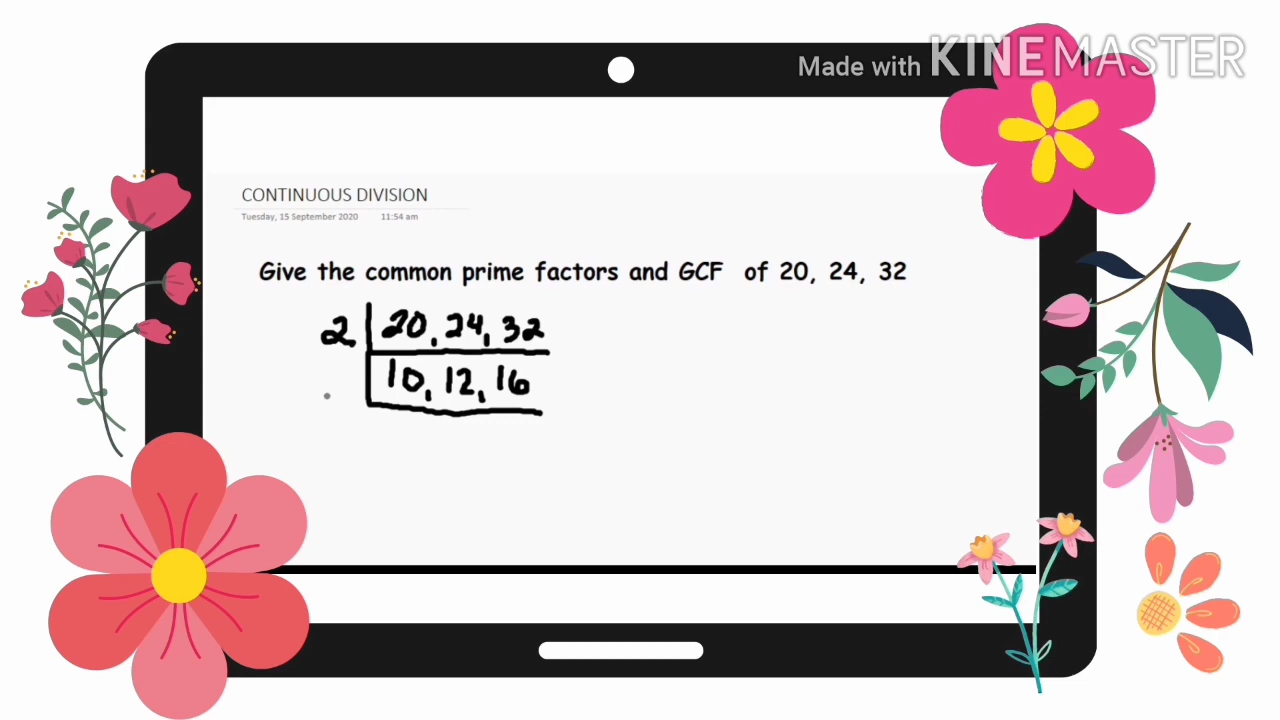 Made with KINEMASTER
CONTINUOUS DIVISION
Tuesday, 15 September 2020 11:54 am
Give the common prime factors and GCF of 20, 24, 32
2 20, 24, 32
10, 12, 16